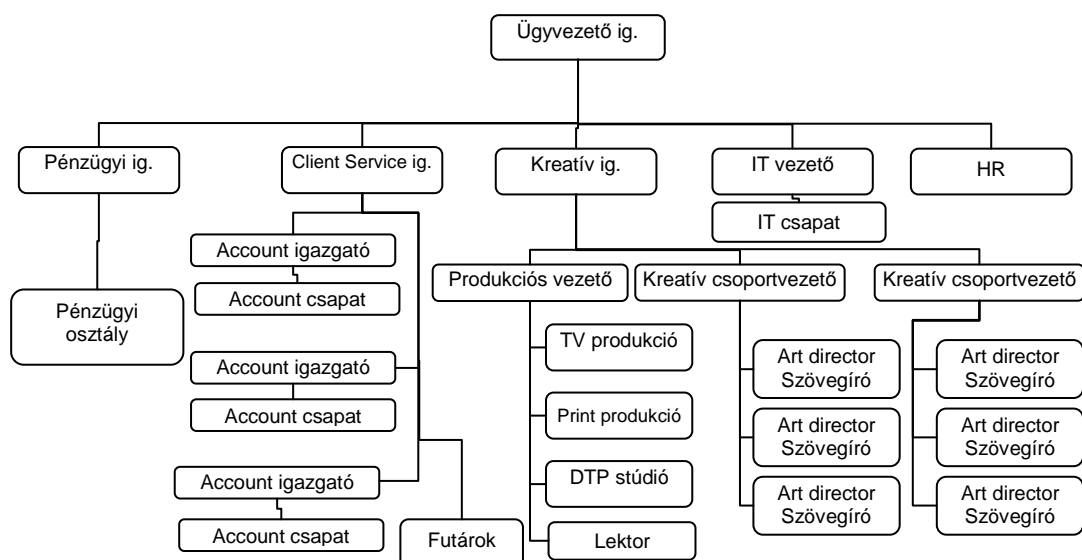 Ügyvezető ig.
Pénzügyi ig.
Client Service ig.
Kreatív ig.
IT vezető
HR
IT csapat
Account igazgató
Account csapat
Produkciós vezető
Kreatív csoportvezető
Kreatív csoportvezető
Pénzügyi
osztály
TV produkció
Art director
Szövegíró
Art director
Szövegíró
Account igazgató
Account csapat
Print produkció
Art director
Szövegíró
Art director
Szövegíró
Account igazgató
Account csapat
DTP stúdió
Art director
Szövegíró
Art director
Szövegíró
Futárok
Lektor